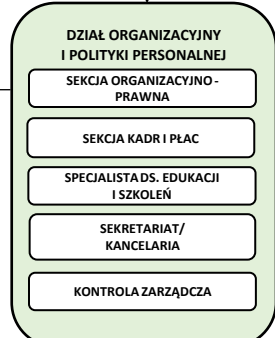 DZIAŁ ORGANIZACYJNY
I POLITYKI PERSONALNEJ
SEKCJA ORGANIZACYJNO -
PRAWNA
SEKCJA KADR I PŁAC
SPECJALISTA DS. EDUKACJI
I SZKOLEŃ
SEKRETARIAT/
KANCELARIA
KONTROLA ZARZĄDCZA